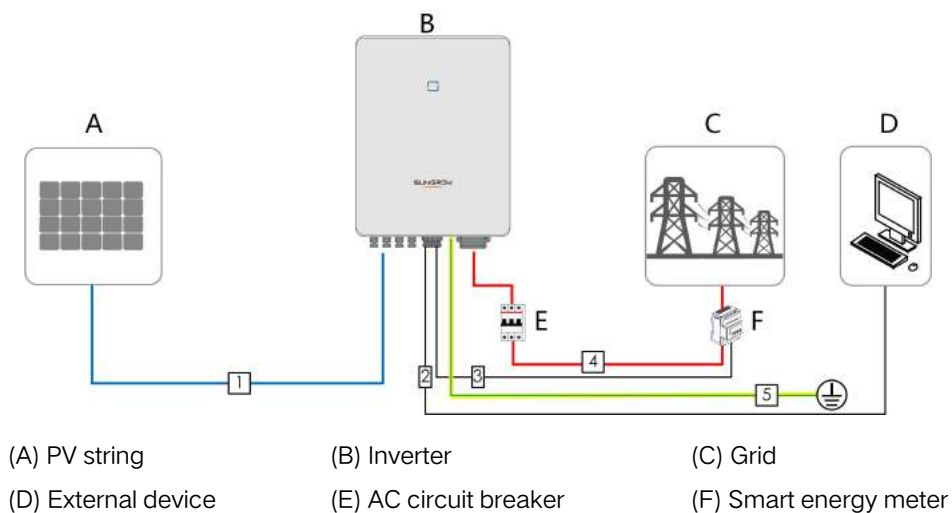 B
A
C
D
SUNGROW
E
F
4
1
2
3
5
(A) PV string
(B) Inverter
(C) Grid
(D) External device
(E) AC circuit breaker
(F) Smart energy meter